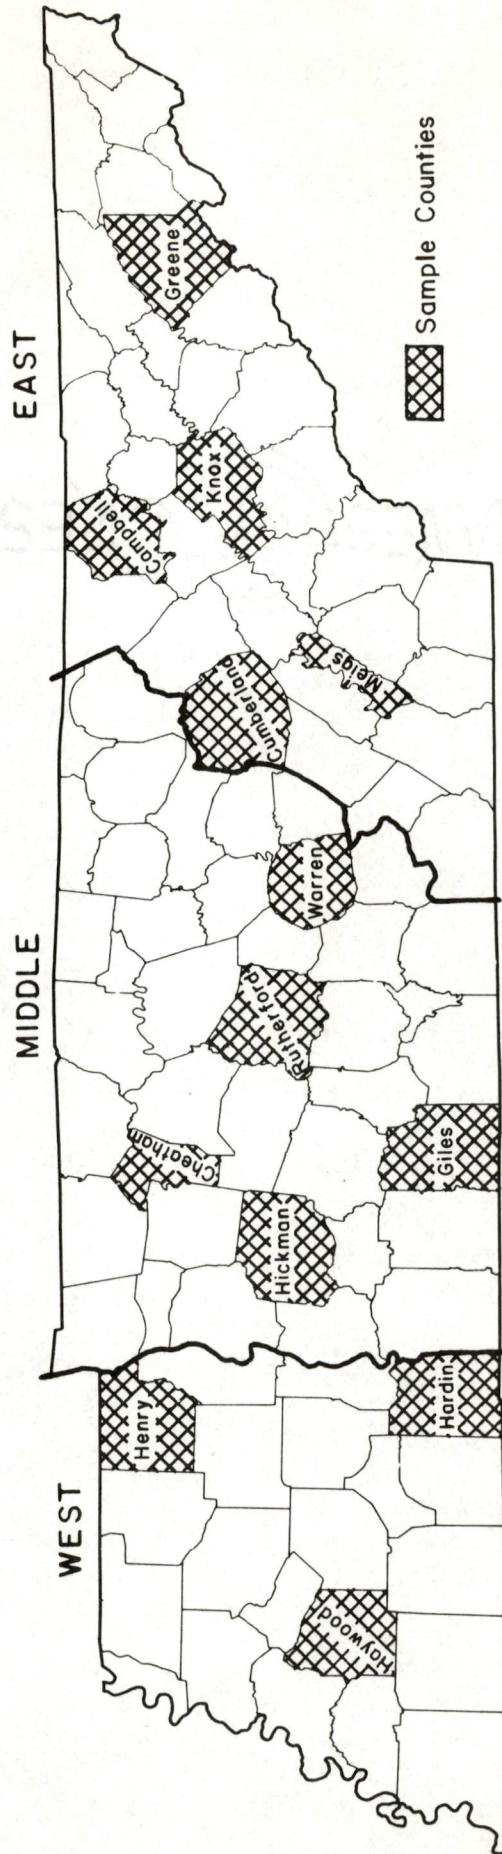 WEST
MIDDLE
EAST
Henry
Haywood
Hardin
Cheatham
Hickman
Giles
Rutherford
Warren
Cumberland
Campbell
Knox
Meigs
Greene
Sample Counties